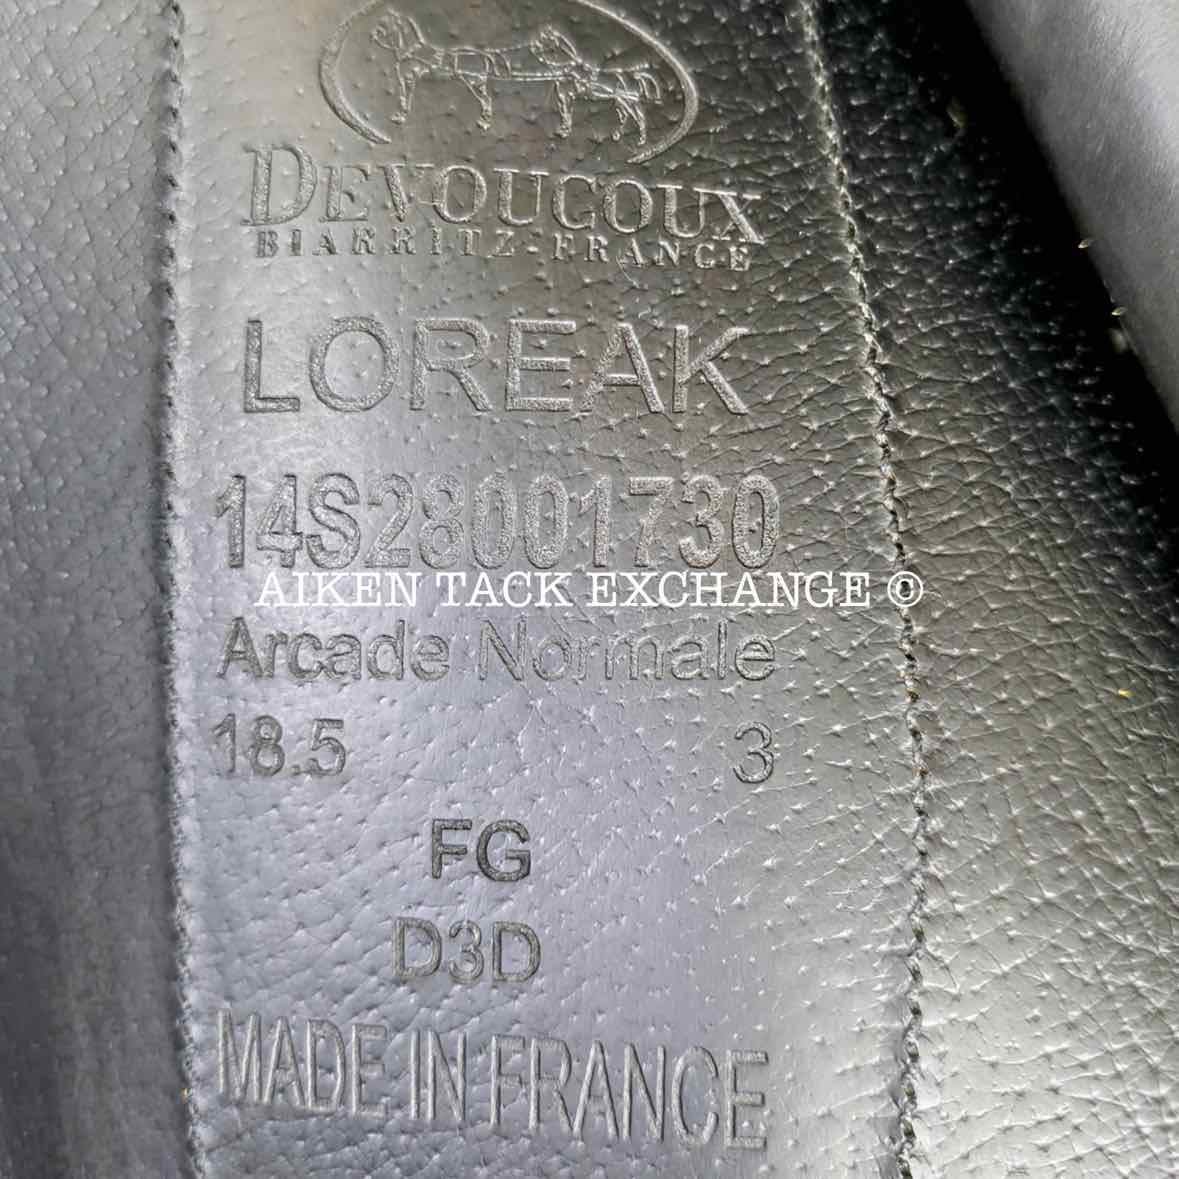 DEVOUCOUX
BIARRITZ-FRANCE
LOREAK
14S28001730
AIKEN TACK EXCHANGE ©
Arcade Normale
18.5 3
FG
D3D
MADE IN FRANCE